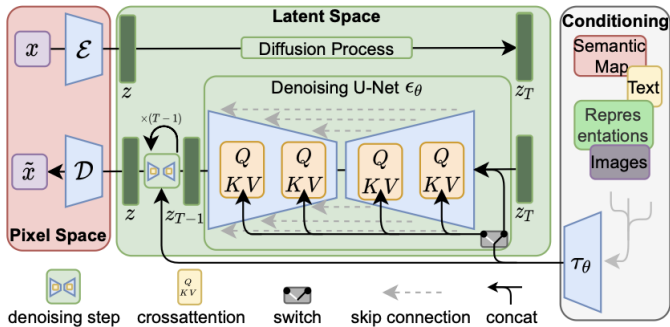 Latent Space
Conditioning
x
ℰ
Diffusion Process
Semantic
Map
z
z_T
Denoising U-Net ϵ_θ
Text
×(T−1)
Repres
entations
Q
KV
Q
KV
Q
KV
Q
KV
Images
x̃
𝒟
z
z_{T−1}
z_T
Pixel Space
τ_θ
Q
KV
denoising step
crossattention
switch
skip connection
concat